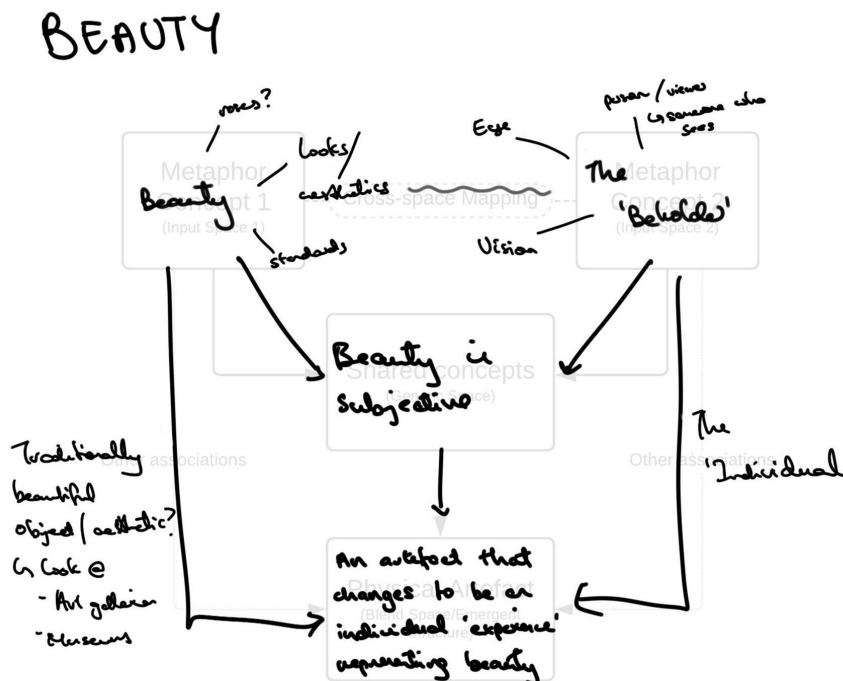 BEAUTY
roses?
Looks/
aesthetics
standards
Beauty
Metaphor
Concept 1
(Input Space 1)
Cross-space Mapping
Eye
person / viewer
↳ someone who
sees
Vision
The
'Beholder'
Metaphor
Concept 2
(Input Space 2)
Beauty is
subjective
Shared concepts
(Generic Space)
Traditionally
beautiful
object / aesthetic?
↳ Look @
- Art galleries
- Museums
Other associations
The
'Individual
Other associations
An artefact that
changes to be an
individual 'experience'
representing beauty
Physical Artefact
(Blend Space/Emergent
Structure)